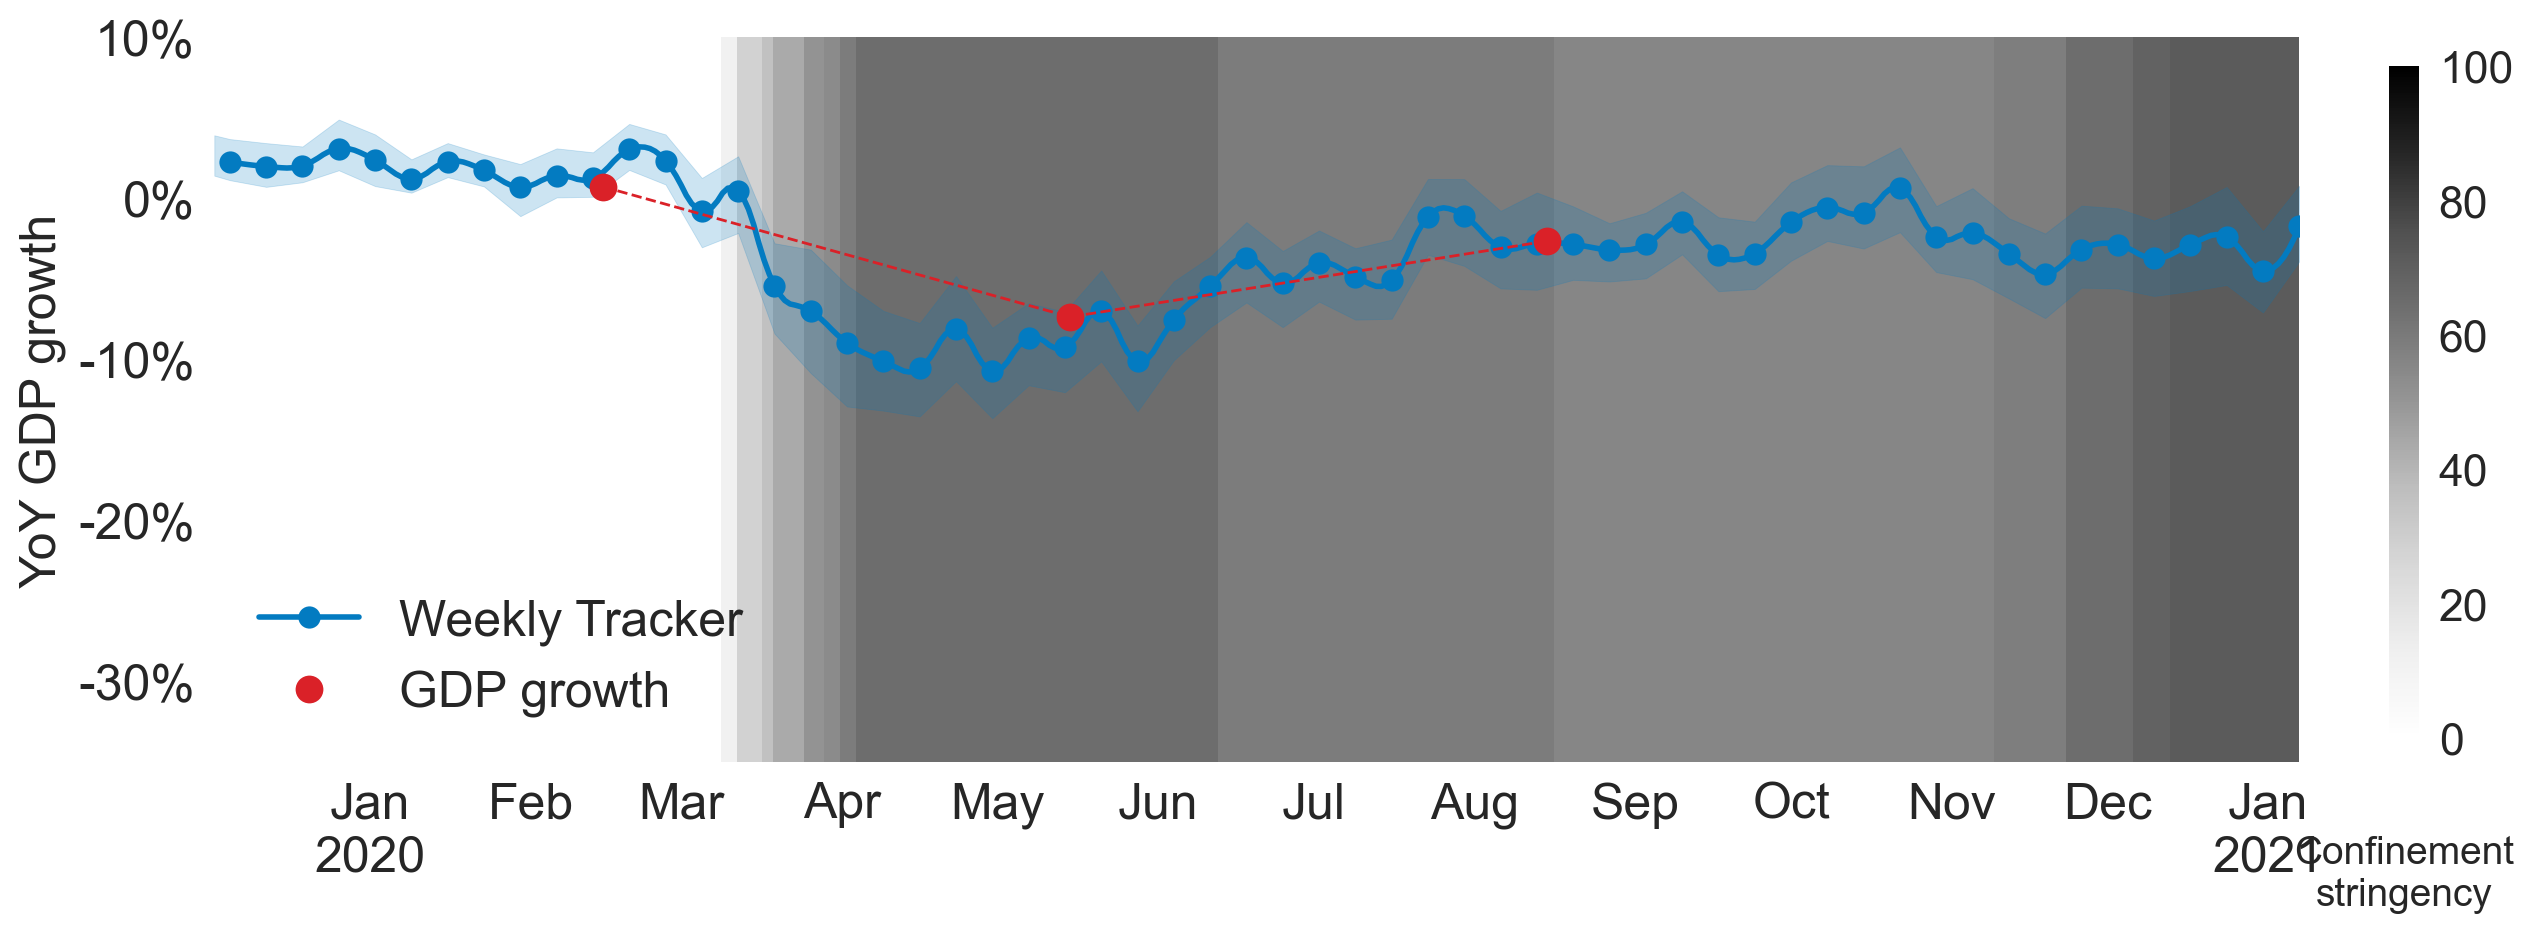 10%
0%
-10%
-20%
-30%
YoY GDP growth
Weekly Tracker
GDP growth
Jan
2020
Feb
Mar
Apr
May
Jun
Jul
Aug
Sep
Oct
Nov
Dec
Jan
2021
100
80
60
40
20
0
Confinement
stringency